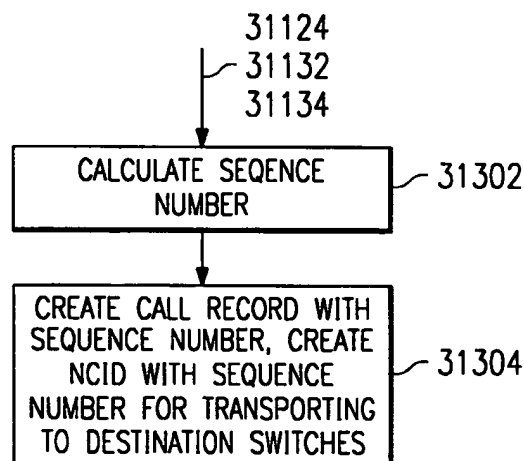 31124
31132
31134
CALCULATE SEQENCE
NUMBER
31302
CREATE CALL RECORD WITH
SEQUENCE NUMBER, CREATE
NCID WITH SEQUENCE
NUMBER FOR TRANSPORTING
TO DESTINATION SWITCHES
31304